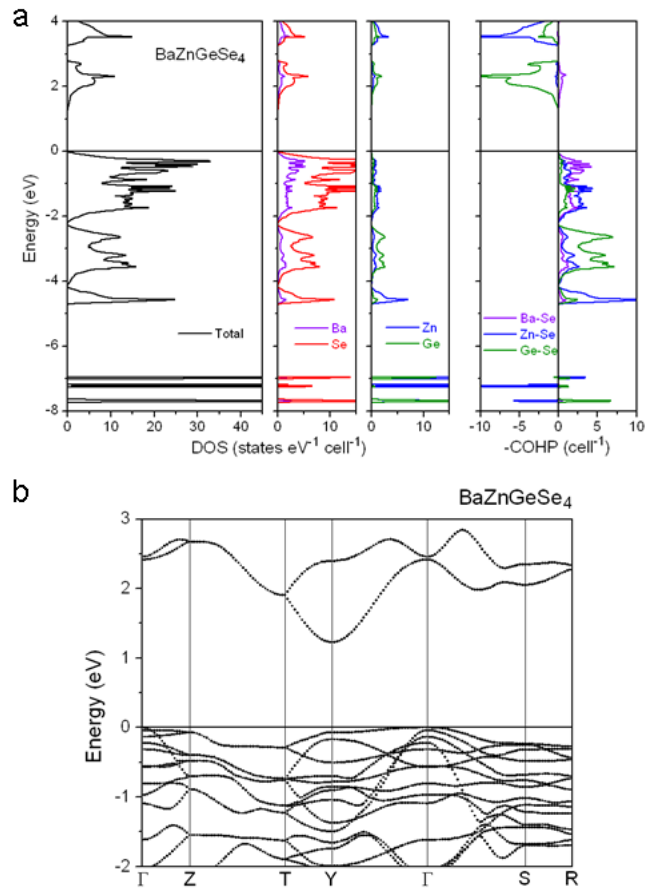 a
BaZnGeSe4
Energy (eV)
4
2
0
-2
-4
-6
-8
Total
Ba
Se
Zn
Ge
Ba-Se
Zn-Se
Ge-Se
0 10 20 30 40 0 10 0 10 -10 -5 0 5 10
DOS (states eV-1 cell-1) -COHP (cell-1)
b
BaZnGeSe4
Energy (eV)
3
2
1
0
-1
-2
Γ Z T Y Γ S R